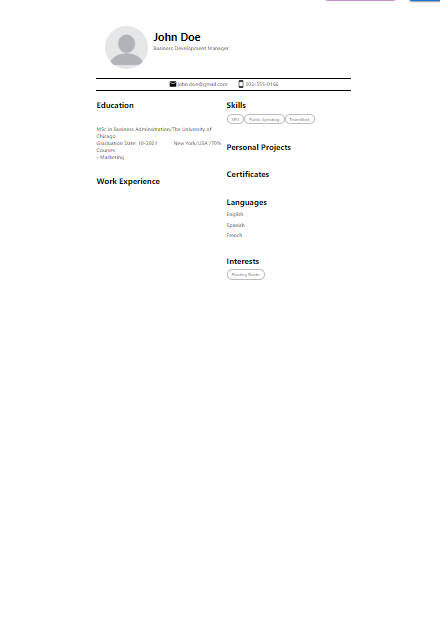 John Doe
Business Development Manager
john.doe@gmail.com 202-555-0166
Education
MSc in Business Administration/The University of
Chicago
Graduation Date: 10-2021 New York/USA /70%
Courses
- Marketing
Work Experience
Skills
SEO Public Speaking Teamwork
Personal Projects
Certificates
Languages
English
Spanish
French
Interests
Reading Books